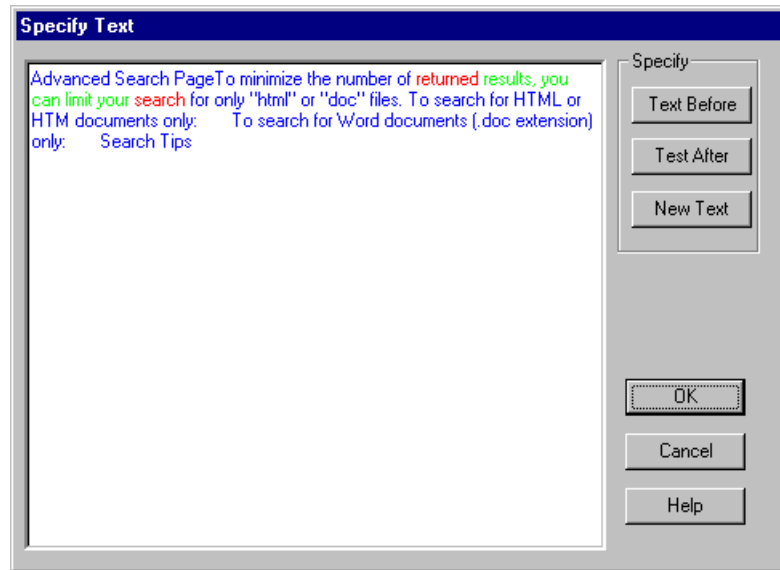 Specify Text
Advanced Search PageTo minimize the number of returned results, you
can limit your search for only "html" or "doc" files. To search for HTML or
HTM documents only: To search for Word documents (.doc extension)
only: Search Tips
Specify
Text Before
Test After
New Text
OK
Cancel
Help